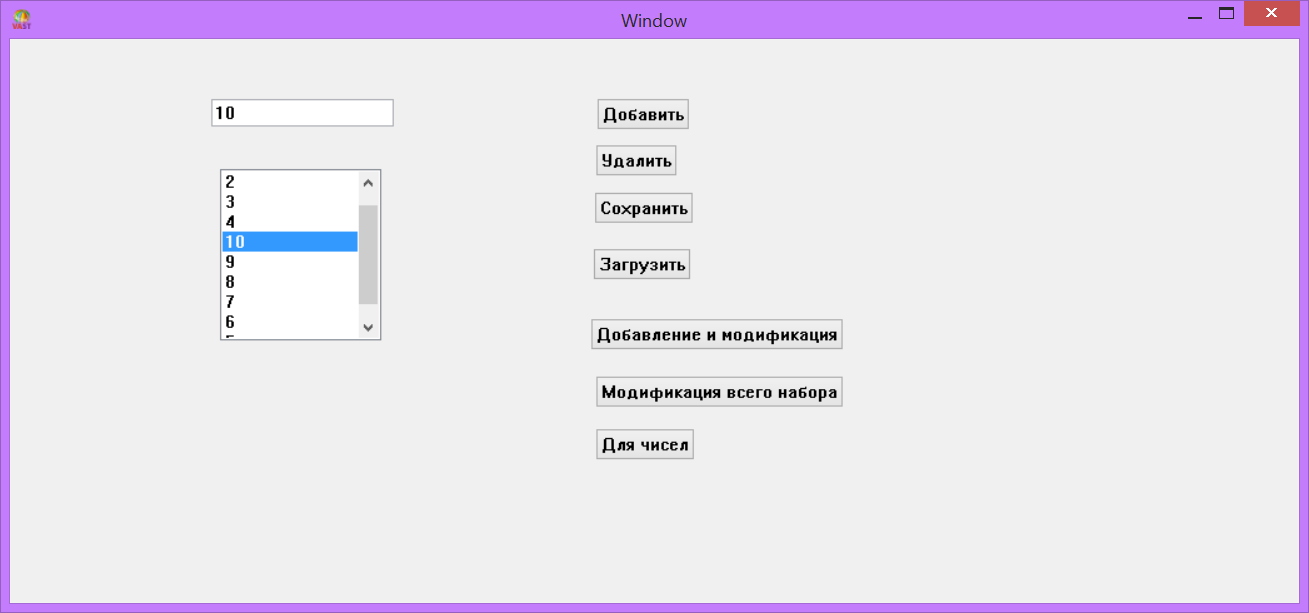 VAST
Window
10
2
3
4
10
9
8
7
6
Добавить
Удалить
Сохранить
Загрузить
Добавление и модификация
Модификация всего набора
Для чисел